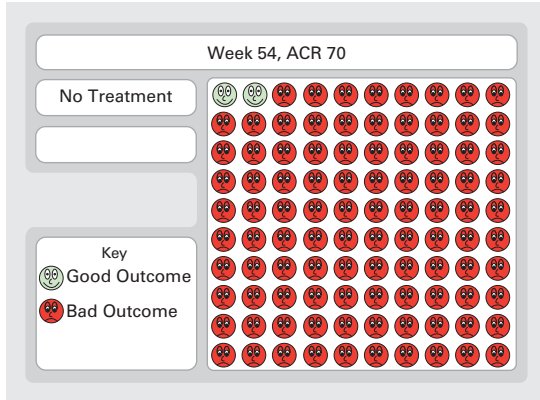 Week 54, ACR 70
No Treatment
Key
Good Outcome
Bad Outcome